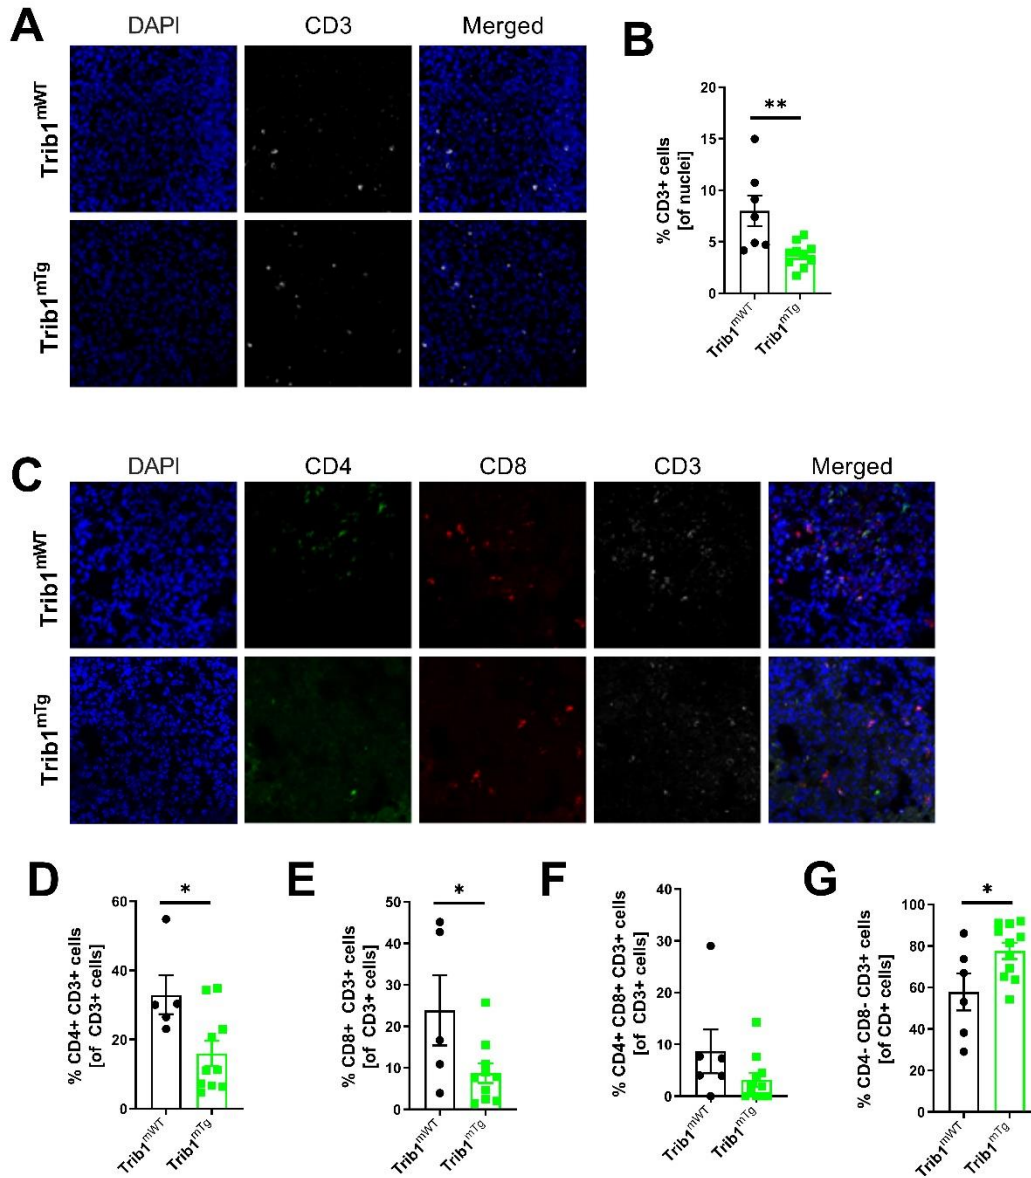 A
DAPI CD3 Merged
Trib1mWT
Trib1mTg
B
**
% CD3+ cells
[of nuclei]
20
15
10
5
0
Trib1mWT
Trib1mTg
C
DAPI CD4 CD8 CD3 Merged
Trib1mWT
Trib1mTg
D
*
% CD4+ CD3+ cells
[of CD3+ cells]
60
40
20
0
Trib1mWT
Trib1mTg
E
*
% CD8+ CD3+ cells
[of CD3+ cells]
50
40
30
20
10
0
Trib1mWT
Trib1mTg
F
% CD4+ CD8+ CD3+ cells
[of CD3+ cells]
40
30
20
10
0
Trib1mWT
Trib1mTg
G
*
% CD4- CD8- CD3+ cells
[of CD+ cells]
100
80
60
40
20
0
Trib1mWT
Trib1mTg